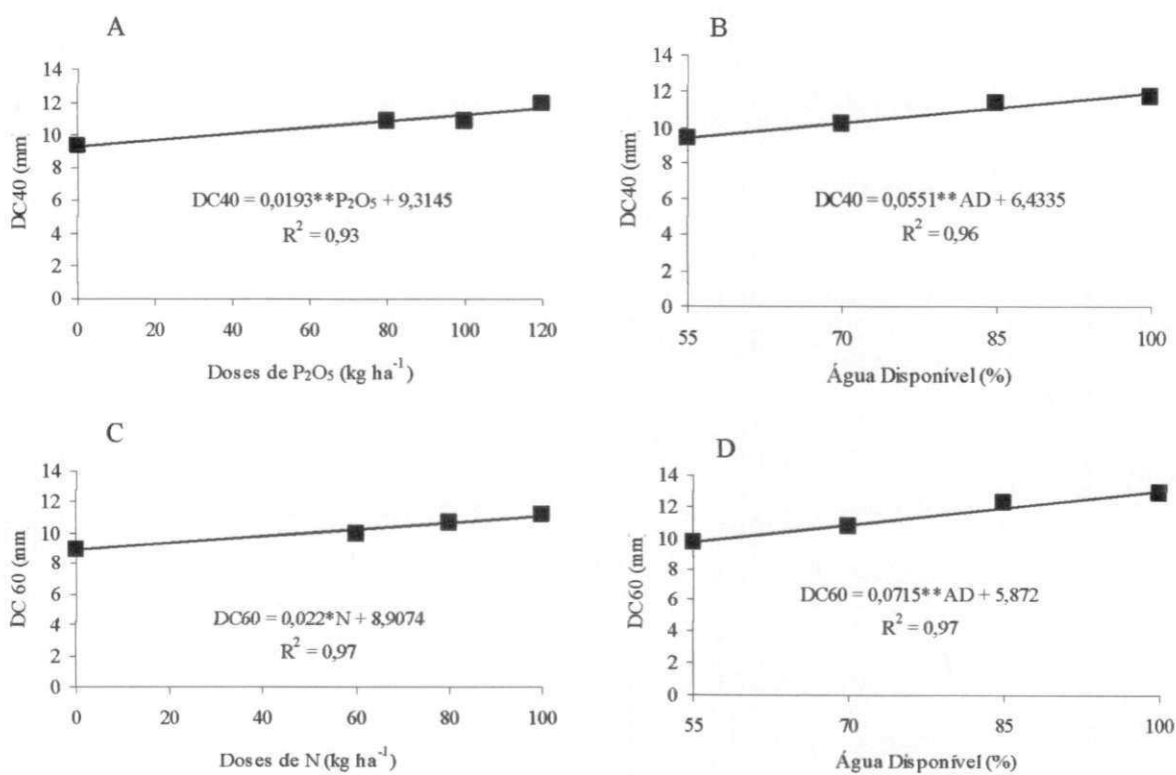 A
DC40 (mm
14
12
10
8
6
4
2
0
DC40 = 0,0193**P₂O₅ + 9,3145
R² = 0,93
0 20 40 60 80 100 120
Doses de P₂O₅ (kg ha⁻¹)
B
DC40 (mm)
14
12
10
8
6
4
2
0
DC40 = 0,0551** AD + 6,4335
R² = 0,96
55 70 85 100
Água Disponível (%)
C
DC 60 (mm
14
12
10
8
6
4
2
0
DC60 = 0,022*N + 8,9074
R² = 0,97
0 20 40 60 80 100
Doses de N (kg ha⁻¹)
D
DC60 (mm)
14
12
10
8
6
4
2
0
DC60 = 0,0715** AD + 5,872
R² = 0,97
55 70 85 100
Água Disponível (%)